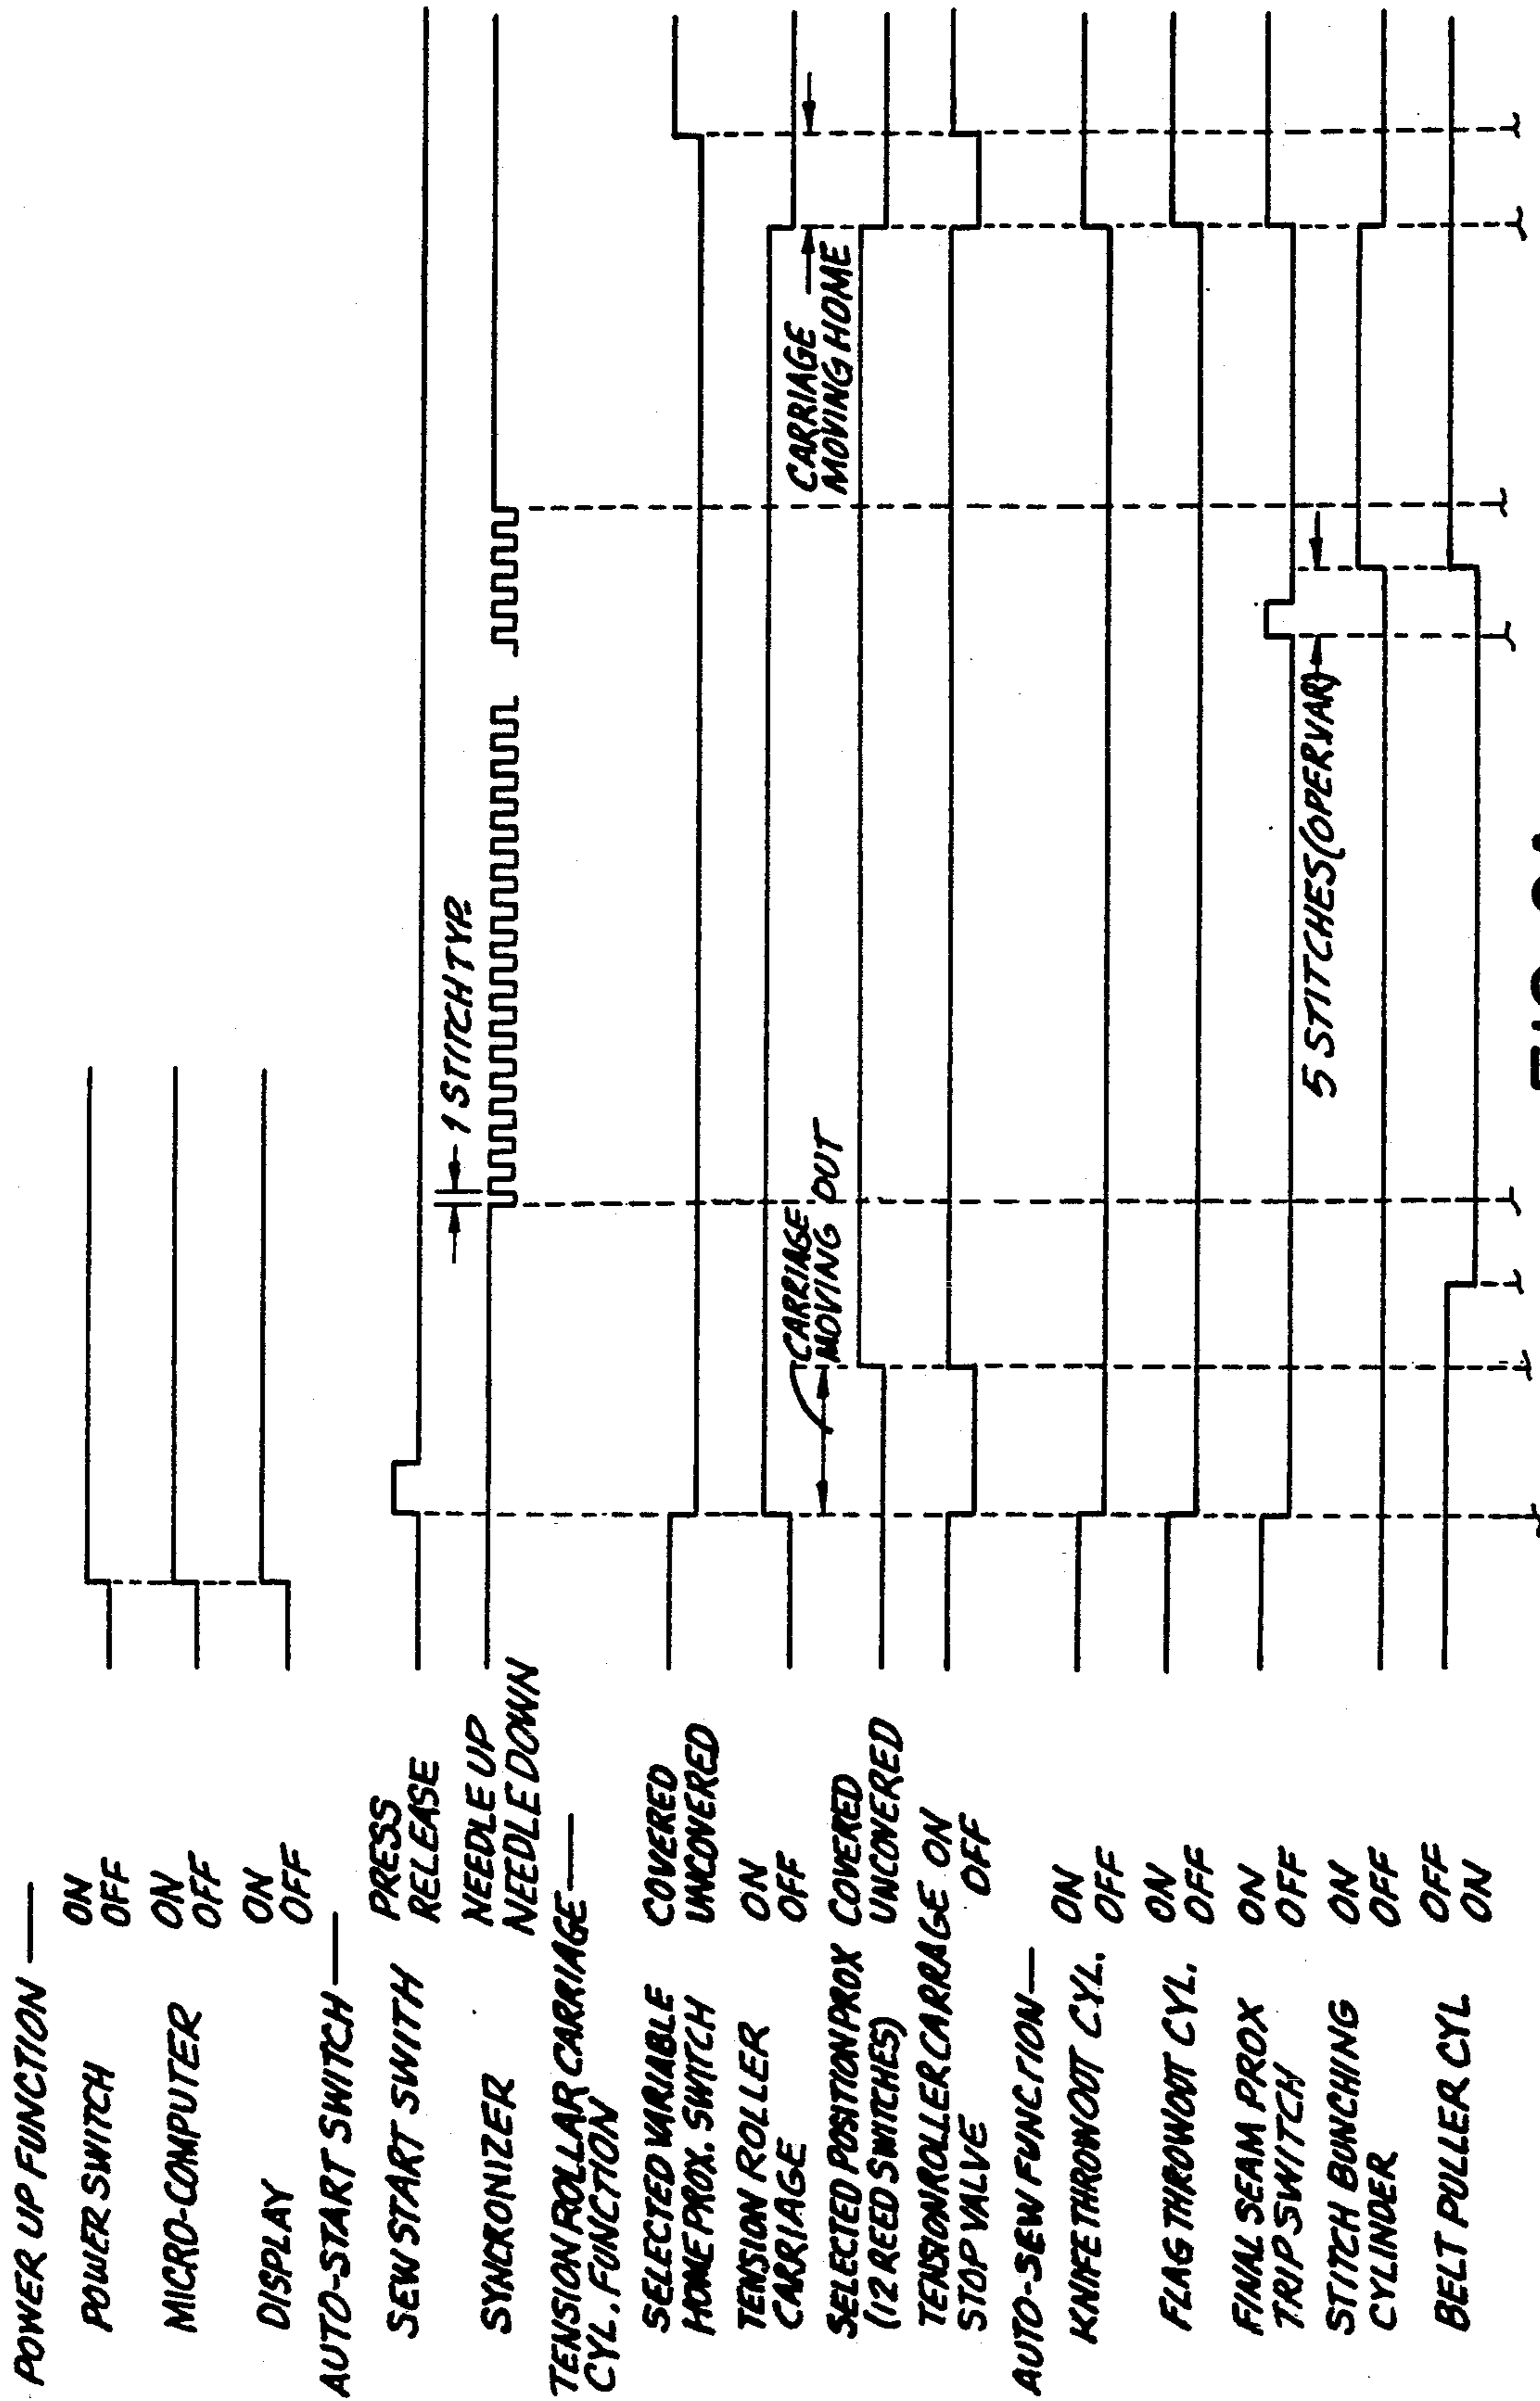 POWER UP FUNCTION —
POWER SWITCH ON
OFF
MICRO-COMPUTER ON
OFF
DISPLAY ON
OFF
AUTO-START SWITCH —
SEW START SWITH PRESS
RELEASE
1 STITCH TYP.
SYNCRONIZER NEEDLE UP
NEEDLE DOWN
TENSION ROLLAR CARRIAGE —
CYL. FUNCTION
SELECTED VARIABLE COVERED
HOME PROX. SWITCH UNCOVERED
TENSION ROLLER ON
CARRIAGE OFF
CARRIAGE
MOVING OUT
CARRIAGE
MOVING HOME
SELECTED POSITION PROX COVERED
(12 REED SWITCHES) UNCOVERED
TENSION ROLLER CARRAGE ON
STOP VALVE OFF
AUTO-SEW FUNCTION —
KNIFE THROWOUT CYL. ON
OFF
FLAG THROWOUT CYL. ON
OFF
FINAL SEAM PROX ON
TRIP SWITCH OFF
5 STITCHES (OPER.VAR)
STITCH BUNCHING ON
CYLINDER OFF
BELT PULLER CYL OFF
ON